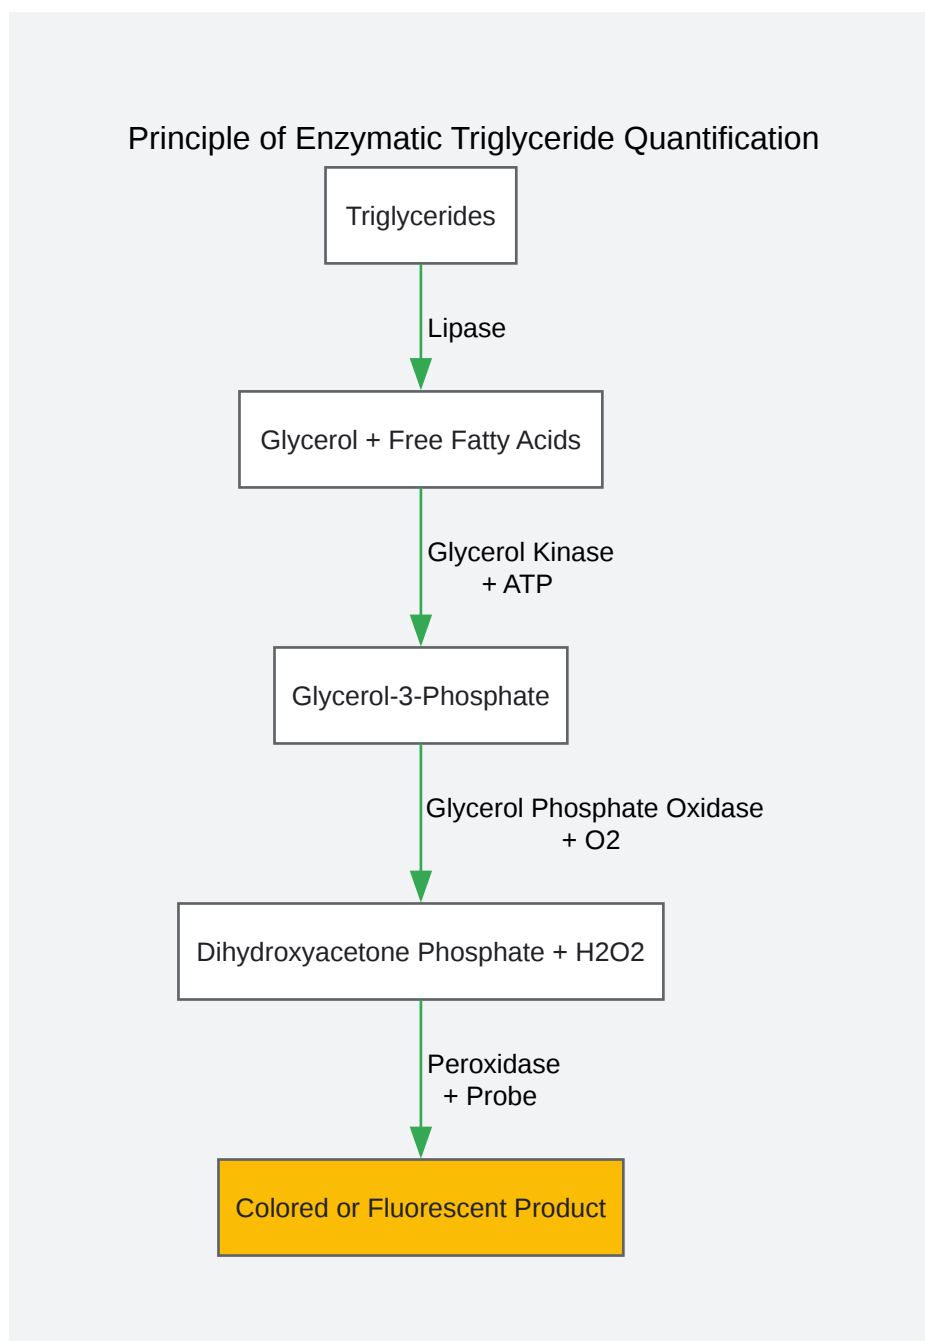 Principle of Enzymatic Triglyceride Quantification
Triglycerides
Lipase
Glycerol + Free Fatty Acids
Glycerol Kinase
+ ATP
Glycerol-3-Phosphate
Glycerol Phosphate Oxidase
+ O2
Dihydroxyacetone Phosphate + H2O2
Peroxidase
+ Probe
Colored or Fluorescent Product